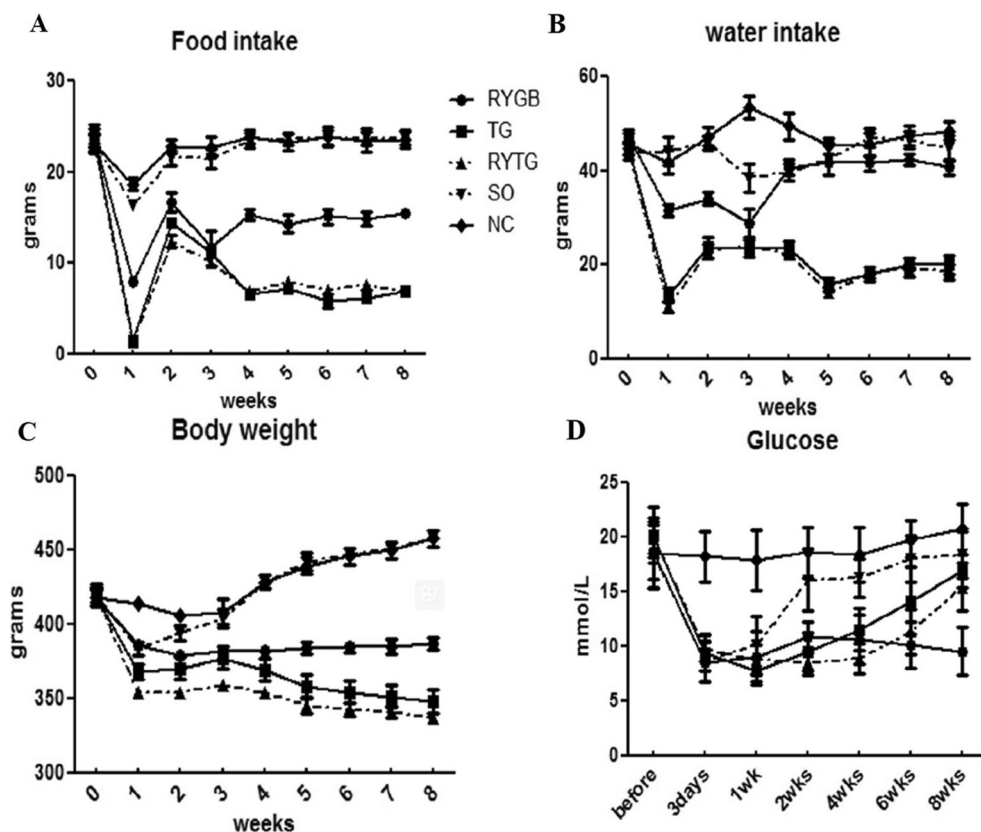 A
Food intake
30
20
10
0
grams
0 1 2 3 4 5 6 7 8
weeks
RYGB
TG
RYTG
SO
NC
B
water intake
60
40
20
0
grams
0 1 2 3 4 5 6 7 8
weeks
C
Body weight
500
450
400
350
300
grams
0 1 2 3 4 5 6 7 8
weeks
D
Glucose
25
20
15
10
5
0
mmol/L
before 3days 1wk 2wks 4wks 6wks 8wks